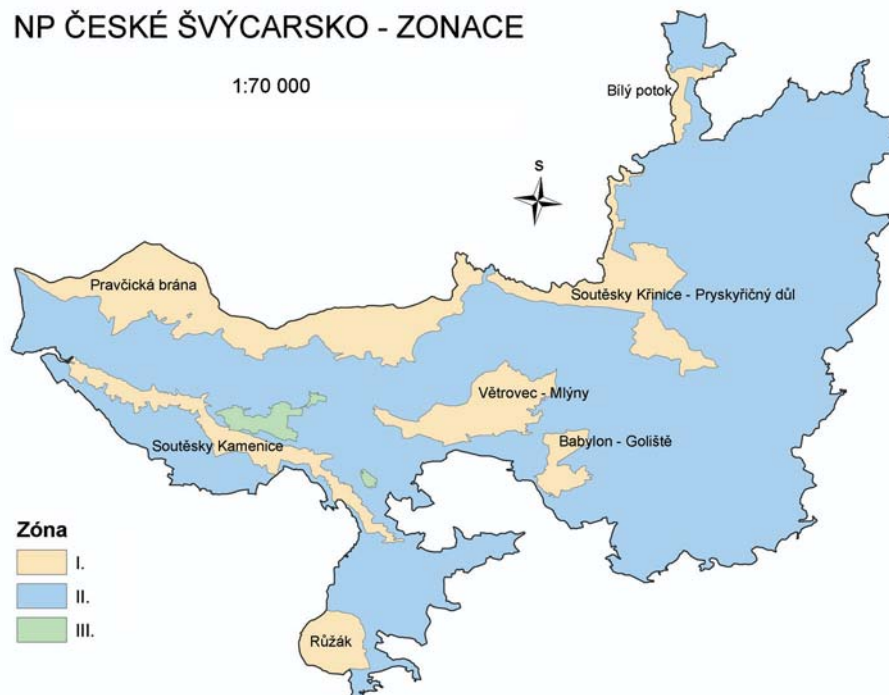 NP ČESKÉ ŠVÝCARSKO - ZONACE
1:70 000
Bílý potok
S
Pravčická brána
Soutěsky Křinice - Pryskyřičný důl
Větrovec - Mlýny
Soutěsky Kamenice
Babylon - Goliště
Zóna
I.
II.
III.
Růžák